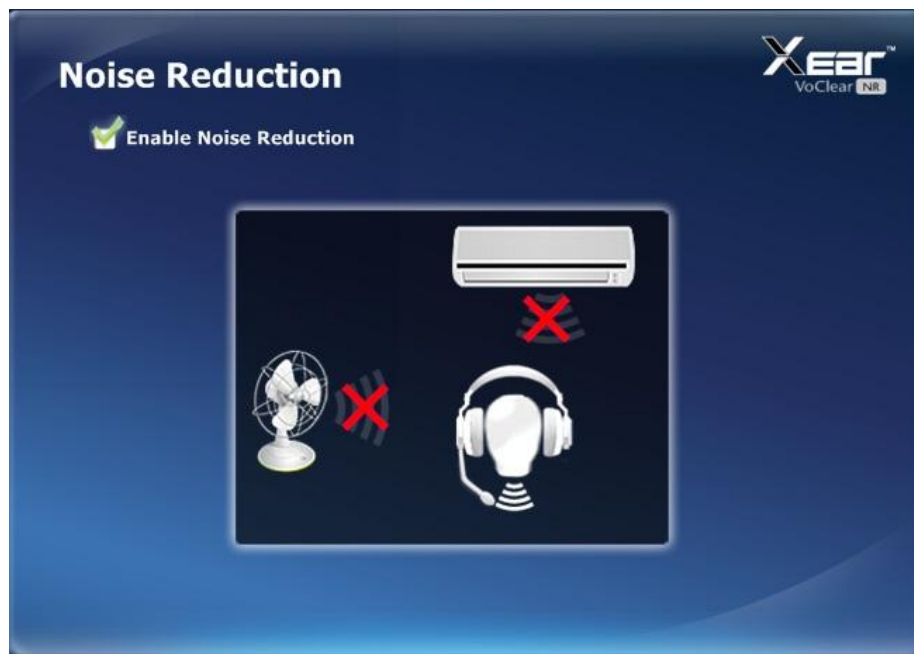 Noise Reduction
Xear™
VoClear NR
Enable Noise Reduction